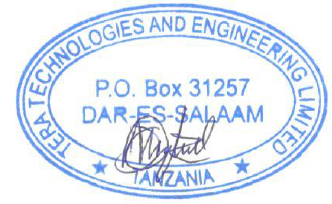 TERA TECHNOLOGIES AND ENGINEERING LIMITED
P.O. Box 31257
DAR-ES-SALAAM
TANZANIA